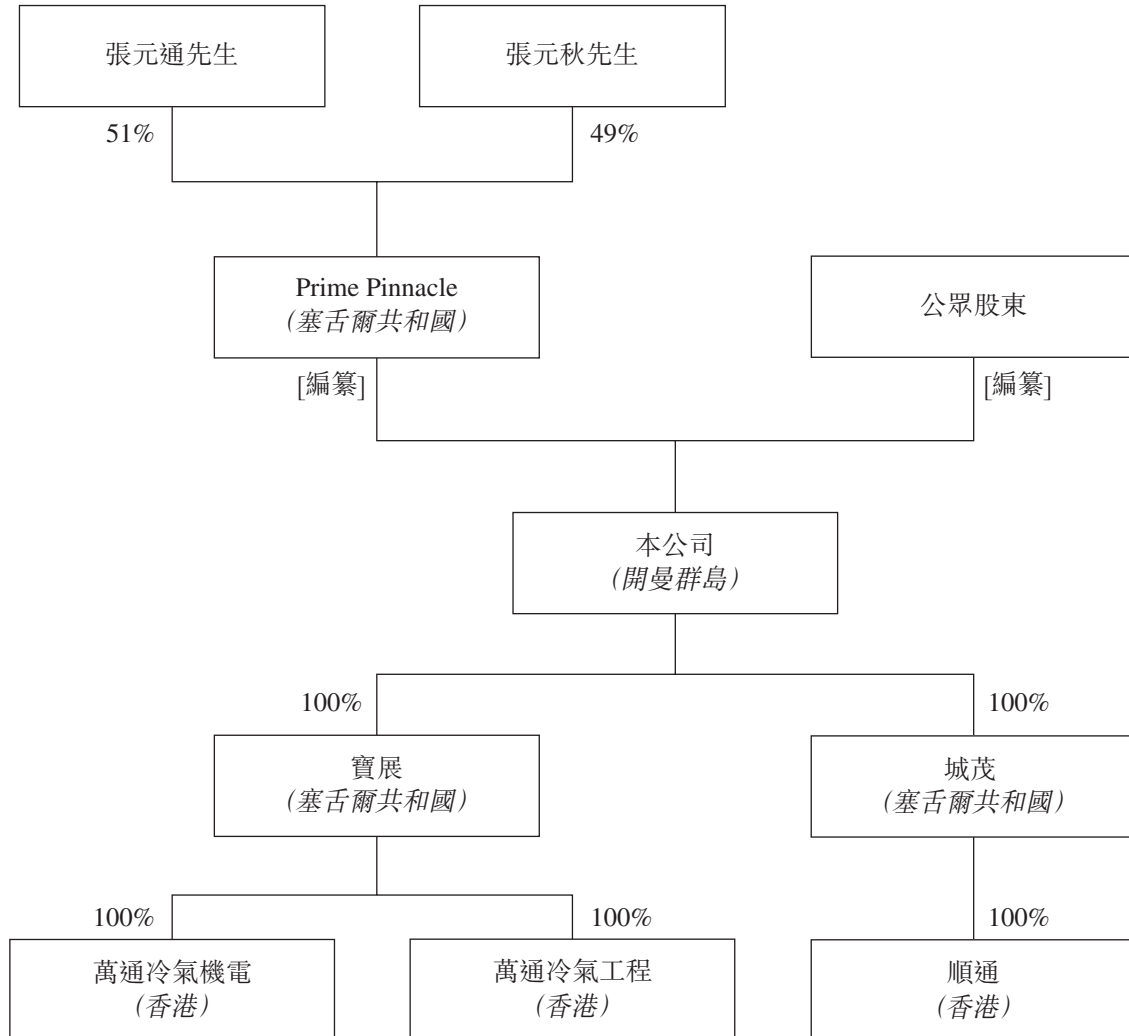 張元通先生
張元秋先生
51%
49%
Prime Pinnacle
(塞舌爾共和國)
公眾股東
[編纂]
[編纂]
本公司
(開曼群島)
100%
100%
寶展
(塞舌爾共和國)
城茂
(塞舌爾共和國)
100%
100%
100%
萬通冷氣機電
(香港)
萬通冷氣工程
(香港)
順通
(香港)